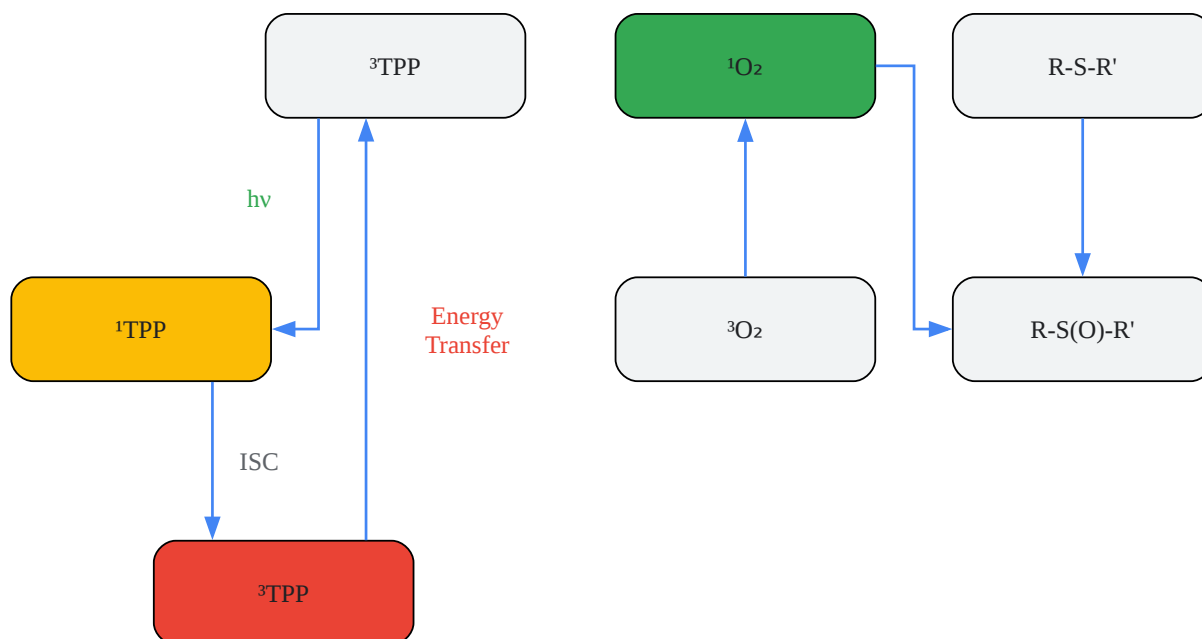 ³TPP
¹O₂
R-S-R'
hν
¹TPP
Energy
Transfer
³O₂
R-S(O)-R'
ISC
³TPP